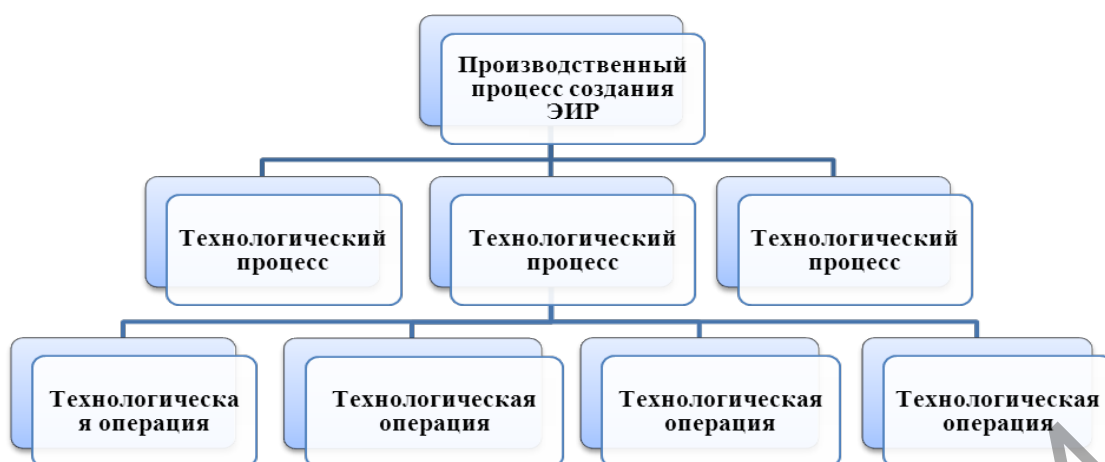 Производственный
процесс создания
ЭИР
Технологический
процесс
Технологический
процесс
Технологический
процесс
Технологическа
я операция
Технологическая
операция
Технологическая
операция
Технологическая
операция